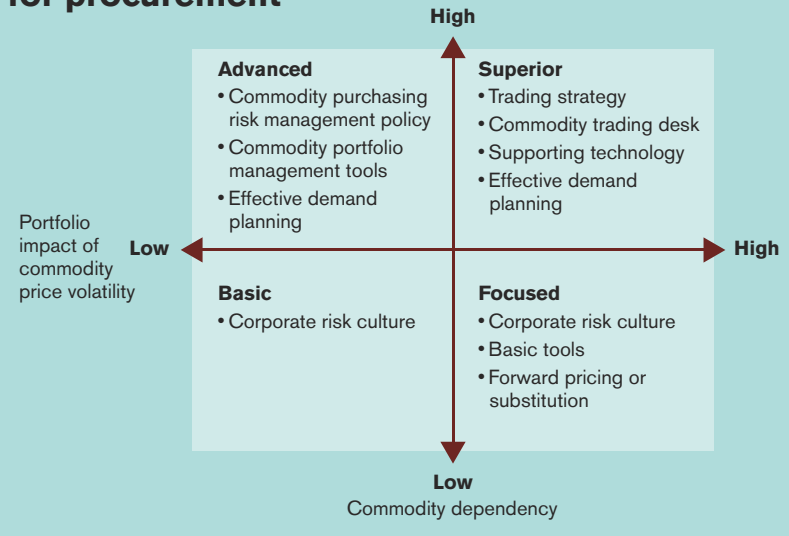 for procurement
High
Advanced
• Commodity purchasing
risk management policy
• Commodity portfolio
management tools
• Effective demand
planning
Superior
• Trading strategy
• Commodity trading desk
• Supporting technology
• Effective demand
planning
Portfolio
impact of
commodity
price volatility
Low
High
Basic
• Corporate risk culture
Focused
• Corporate risk culture
• Basic tools
• Forward pricing or
substitution
Low
Commodity dependency